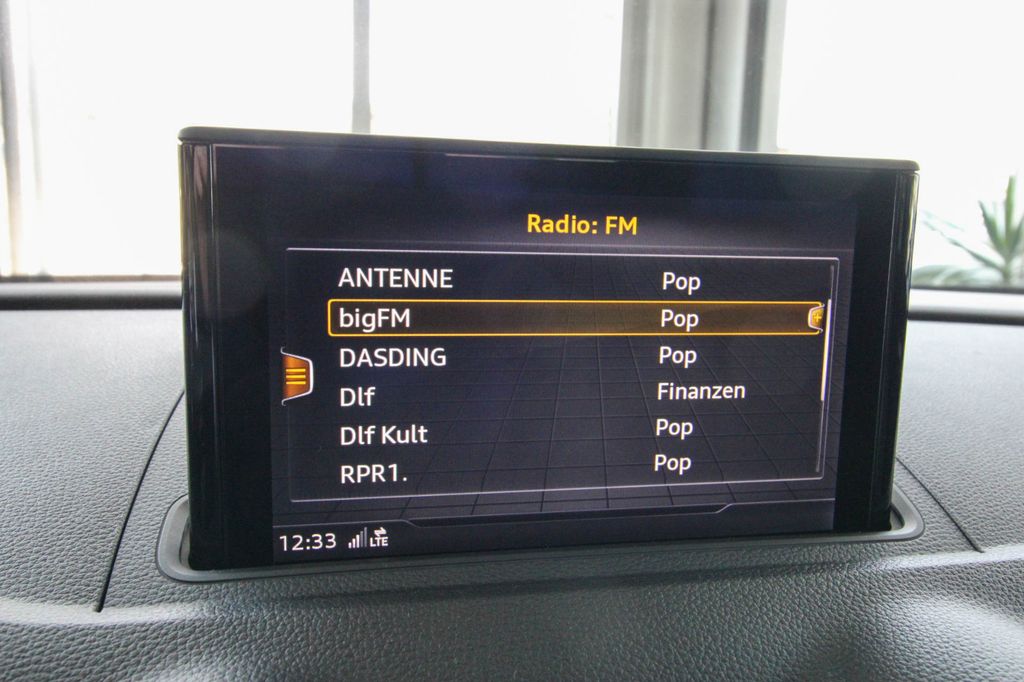 Radio: FM
ANTENNE Pop
bigFM Pop
DASDING Pop
Dlf Finanzen
Dlf Kult Pop
RPR1. Pop
12:33 LTE